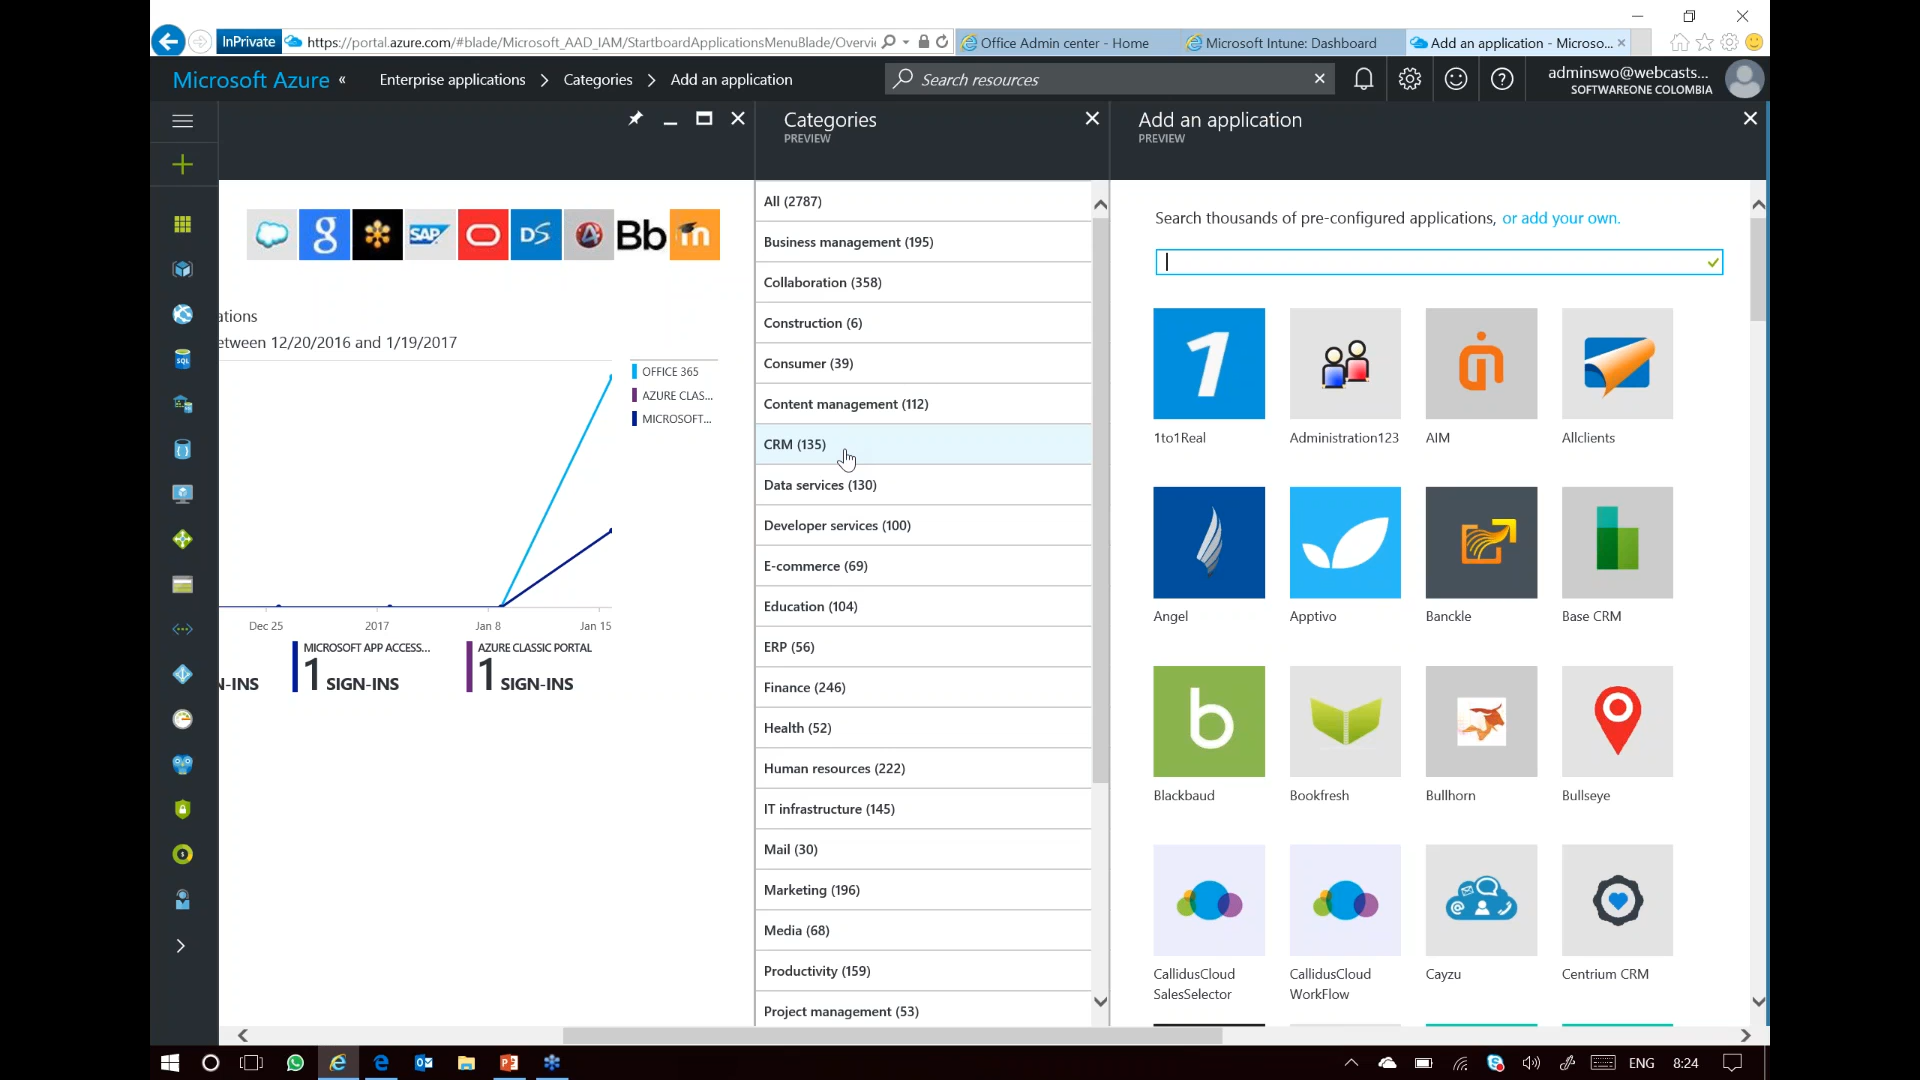 InPrivate
https://portal.azure.com/#blade/Microsoft_AAD_IAM/StartboardApplicationsMenuBlade/Overvi
Office Admin center - Home
Microsoft Intune: Dashboard
Add an application - Microso...
Microsoft Azure «
Enterprise applications
Categories
Add an application
Search resources
adminswo@webcasts...
SOFTWAREONE COLOMBIA
Categories
PREVIEW
Add an application
PREVIEW
g
SAP
DS
Bb
m
ations
etween 12/20/2016 and 1/19/2017
OFFICE 365
AZURE CLAS...
MICROSOFT...
Dec 25
2017
Jan 8
Jan 15
N-INS
MICROSOFT APP ACCESS...
1 SIGN-INS
AZURE CLASSIC PORTAL
1 SIGN-INS
All (2787)
Business management (195)
Collaboration (358)
Construction (6)
Consumer (39)
Content management (112)
CRM (135)
Data services (130)
Developer services (100)
E-commerce (69)
Education (104)
ERP (56)
Finance (246)
Health (52)
Human resources (222)
IT infrastructure (145)
Mail (30)
Marketing (196)
Media (68)
Productivity (159)
Project management (53)
Search thousands of pre-configured applications, or add your own.
1to1Real
Administration123
AIM
Allclients
Angel
Apptivo
Banckle
Base CRM
b
Blackbaud
Bookfresh
Bullhorn
Bullseye
CallidusCloud
SalesSelector
CallidusCloud
WorkFlow
Cayzu
Centrium CRM
ENG
8:24